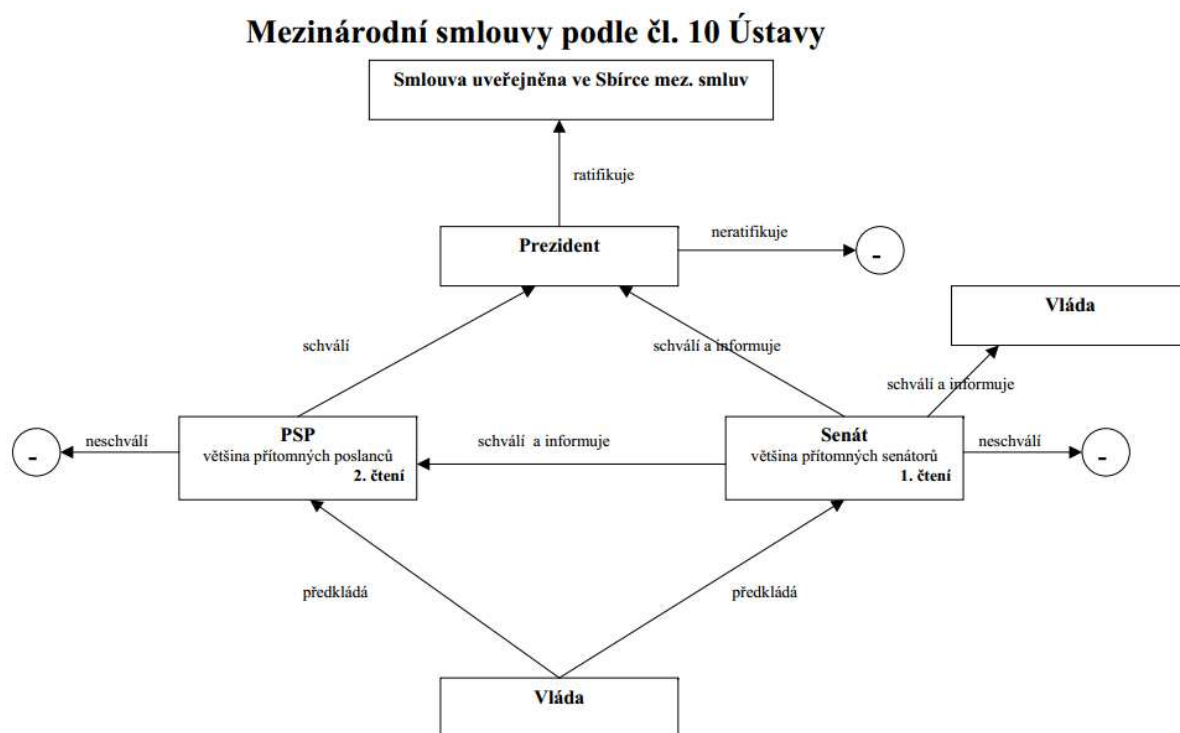 Mezinárodní smlouvy podle čl. 10 Ústavy
Smlouva uveřejněna ve Sbírce mez. smluv
ratifikuje
Prezident
neratifikuje
-
Vláda
schválí
schválí a informuje
schválí a informuje
PSP
většina přítomných poslanců
2. čtení
neschválí
-
schválí a informuje
Senát
většina přítomných senátorů
1. čtení
neschválí
-
předkládá
předkládá
Vláda